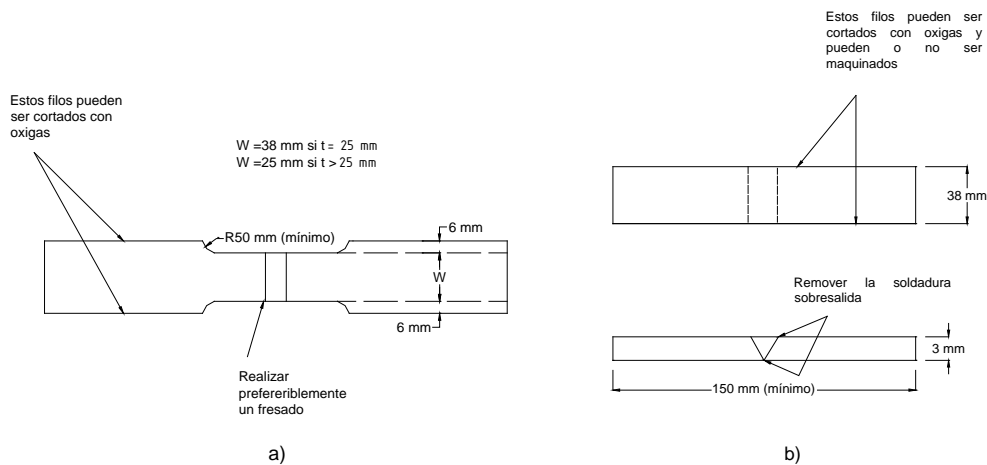 Estos filos pueden
ser cortados con
oxigas
W =38 mm si t = 25 mm
W =25 mm si t > 25 mm
R50 mm (mínimo)
6 mm
W
6 mm
Realizar
prefereriblemente
un fresado
a)
Estos filos pueden ser
cortados con oxigas y
pueden o no ser
maquinados
38 mm
Remover la soldadura
sobresalida
3 mm
150 mm (mínimo)
b)